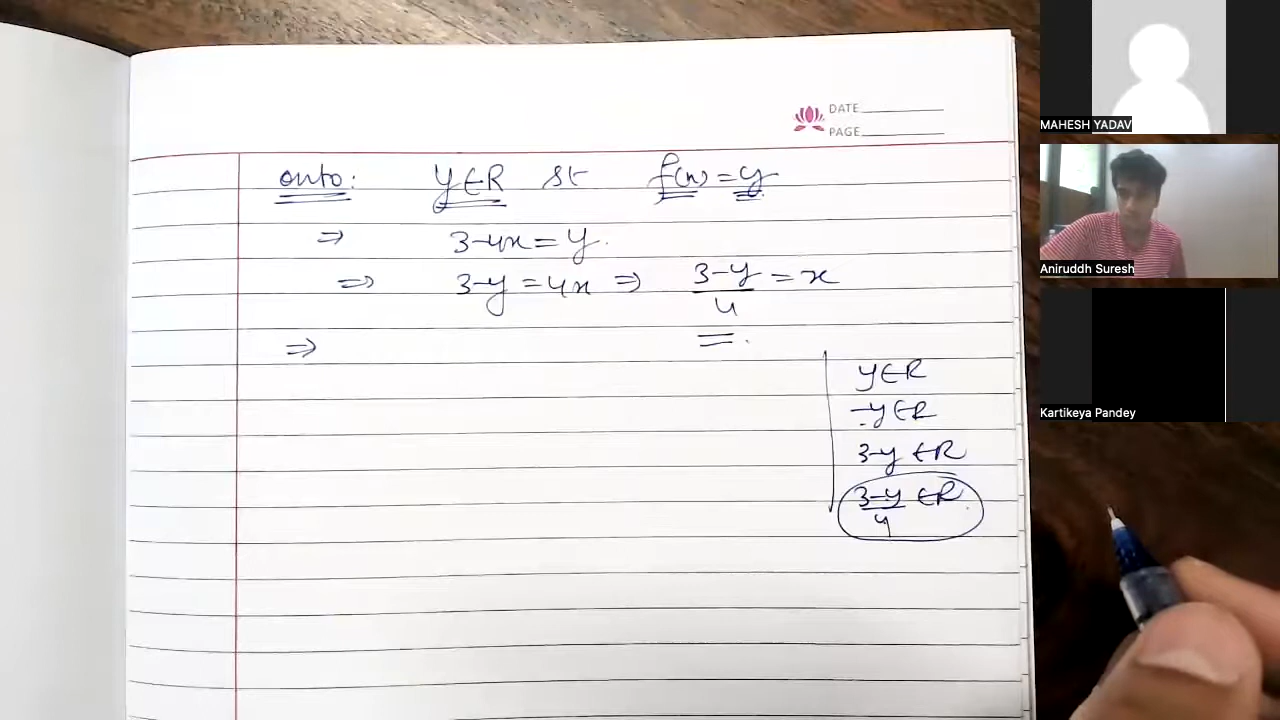 DATE
PAGE
onto: y∈R st f(x)=y
⇒ 3-4x=y.
⇒ 3-y=4x ⇒ 3-y/4 = x
⇒
y∈R
-y∈R
3-y∈R
3-y/4 ∈R
MAHESH YADAV
Aniruddh Suresh
Kartikeya Pandey